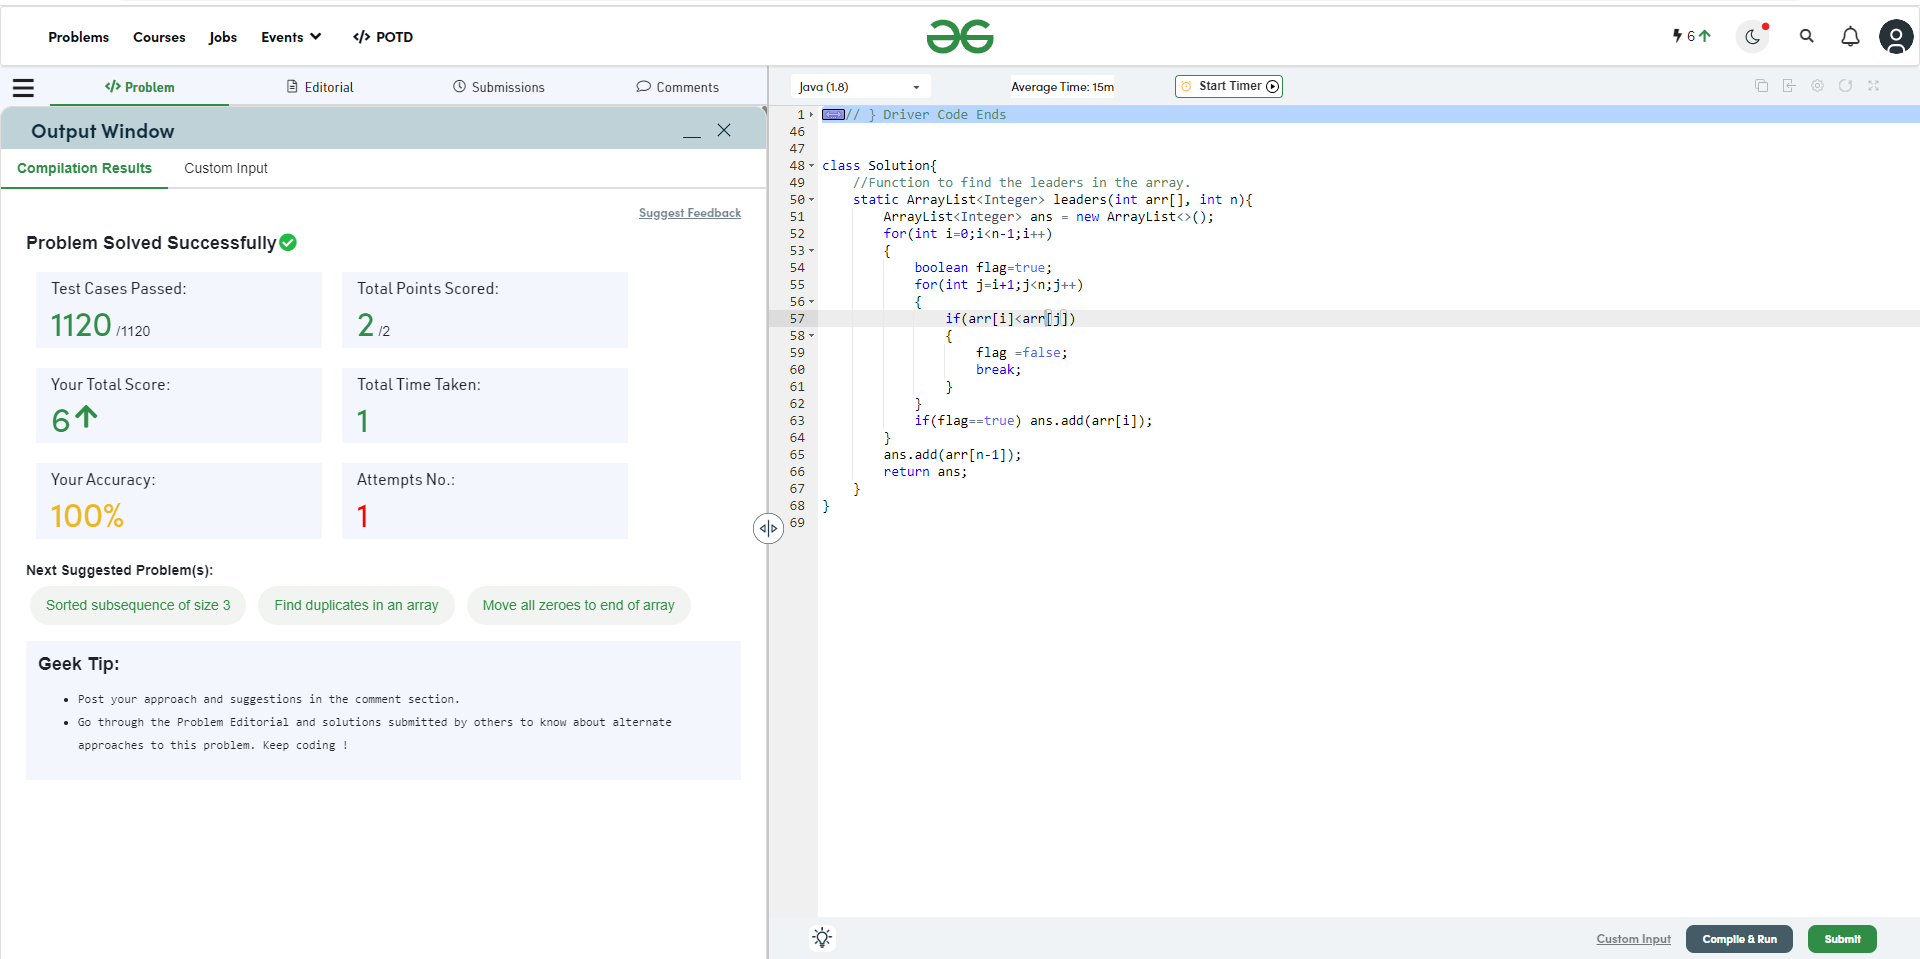 Problems Courses Jobs Events </> POTD
6
</> Problem Editorial Submissions Comments
Java (1.8) Average Time: 15m Start Timer
Output Window
Compilation Results Custom Input
Suggest Feedback
Problem Solved Successfully
Test Cases Passed:
1120 /1120
Total Points Scored:
2 /2
Your Total Score:
6
Total Time Taken:
1
Your Accuracy:
100%
Attempts No.:
1
Next Suggested Problem(s):
Sorted subsequence of size 3 Find duplicates in an array Move all zeroes to end of array
Geek Tip:
Post your approach and suggestions in the comment section.
Go through the Problem Editorial and solutions submitted by others to know about alternate
approaches to this problem. Keep coding !
1 // } Driver Code Ends
46
47
48 class Solution{
49 //Function to find the leaders in the array.
50 static ArrayList<Integer> leaders(int arr[], int n){
51 ArrayList<Integer> ans = new ArrayList<>();
52 for(int i=0;i<n-1;i++)
53 {
54 boolean flag=true;
55 for(int j=i+1;j<n;j++)
56 {
57 if(arr[i]<arr[j])
58 {
59 flag =false;
60 break;
61 }
62 }
63 if(flag==true) ans.add(arr[i]);
64 }
65 ans.add(arr[n-1]);
66 return ans;
67 }
68 }
69
Custom Input Compile & Run Submit